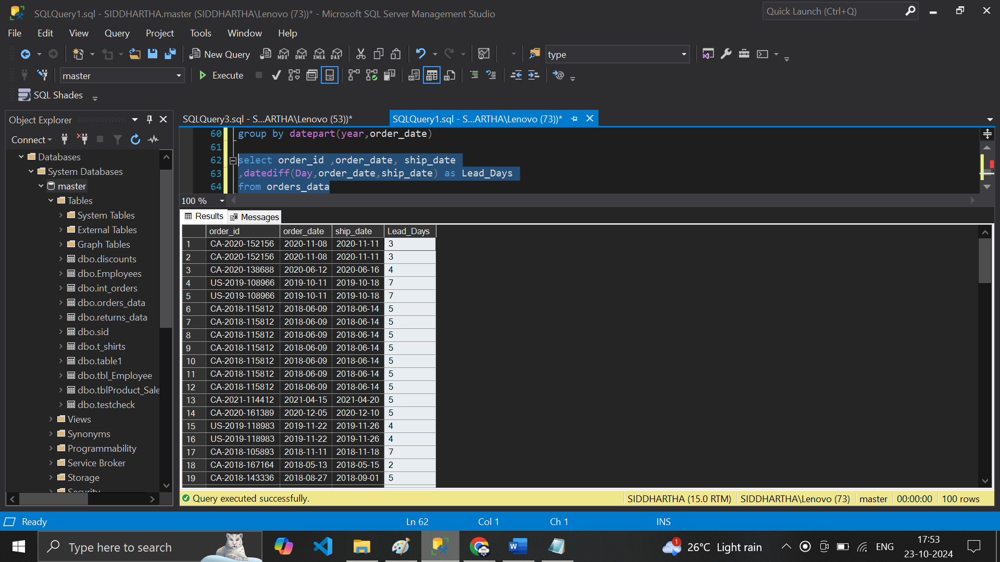 SQLQuery1.sql - SIDDHARTHA.master (SIDDHARTHA\Lenovo (73))* - Microsoft SQL Server Management Studio
Quick Launch (Ctrl+Q)
File Edit View Query Project Tools Window Help
New Query MDX DMX XMLA DAX type
master Execute
SQL Shades
Object Explorer
Connect
Databases
System Databases
master
Tables
System Tables
External Tables
Graph Tables
dbo.discounts
dbo.Employees
dbo.int_orders
dbo.orders_data
dbo.returns_data
dbo.sid
dbo.t_shirts
dbo.table1
dbo.tbl_Employee
dbo.tblProduct_Sale
dbo.testcheck
Views
Synonyms
Programmability
Service Broker
Storage
Security
SQLQuery3.sql - S...ARTHA\Lenovo (53))* SQLQuery1.sql - S...ARTHA\Lenovo (73))*
60 group by datepart(year,order_date)
61
62 select order_id ,order_date, ship_date
63 ,datediff(Day,order_date,ship_date) as Lead_Days
64 from orders_data
100 %
Results Messages
order_id order_date ship_date Lead_Days
1 CA-2020-152156 2020-11-08 2020-11-11 3
2 CA-2020-152156 2020-11-08 2020-11-11 3
3 CA-2020-138688 2020-06-12 2020-06-16 4
4 US-2019-108966 2019-10-11 2019-10-18 7
5 US-2019-108966 2019-10-11 2019-10-18 7
6 CA-2018-115812 2018-06-09 2018-06-14 5
7 CA-2018-115812 2018-06-09 2018-06-14 5
8 CA-2018-115812 2018-06-09 2018-06-14 5
9 CA-2018-115812 2018-06-09 2018-06-14 5
10 CA-2018-115812 2018-06-09 2018-06-14 5
11 CA-2018-115812 2018-06-09 2018-06-14 5
12 CA-2018-115812 2018-06-09 2018-06-14 5
13 CA-2021-114412 2021-04-15 2021-04-20 5
14 CA-2020-161389 2020-12-05 2020-12-10 5
15 US-2019-118983 2019-11-22 2019-11-26 4
16 US-2019-118983 2019-11-22 2019-11-26 4
17 CA-2018-105893 2018-11-11 2018-11-18 7
18 CA-2018-167164 2018-05-13 2018-05-15 2
19 CA-2018-143336 2018-08-27 2018-09-01 5
Query executed successfully. SIDDHARTHA (15.0 RTM) SIDDHARTHA\Lenovo (73) master 00:00:00 100 rows
Ready Ln 62 Col 1 Ch 1 INS
Type here to search 1 26°C Light rain ENG 17:53
23-10-2024